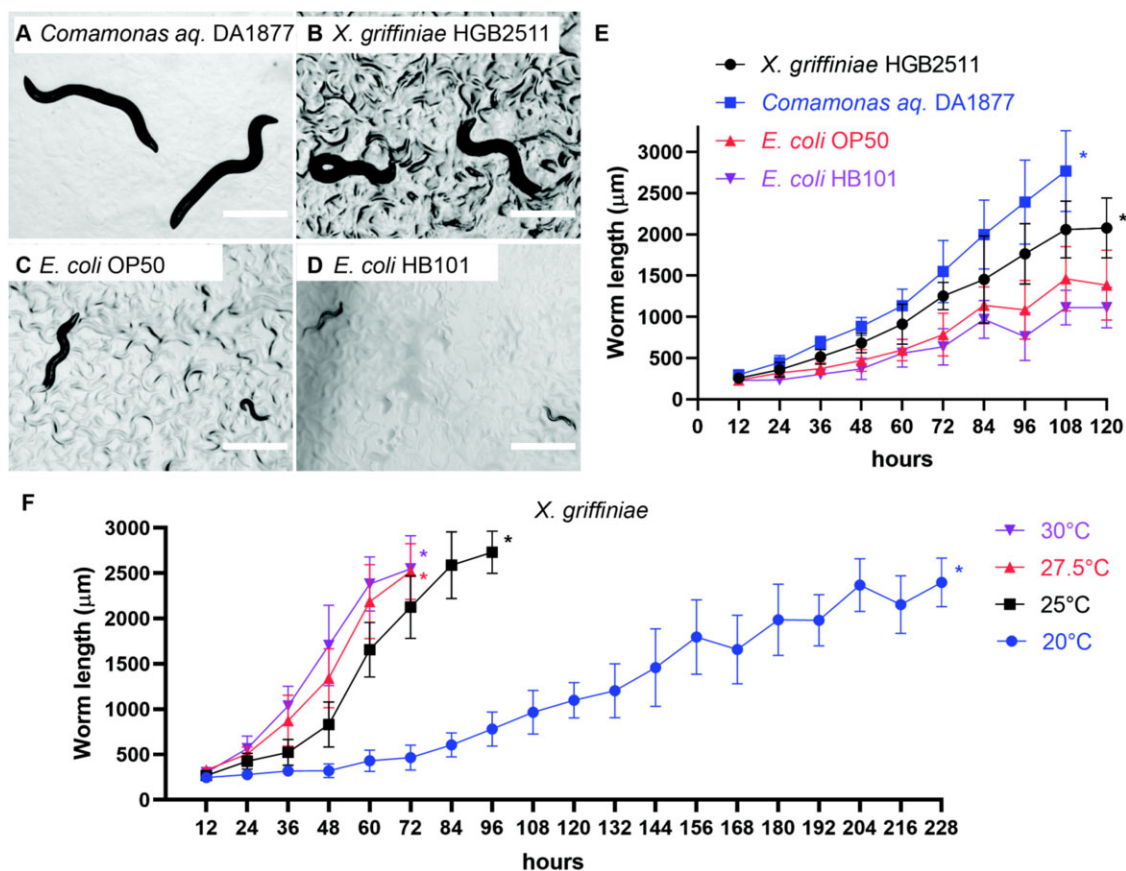 A Comamonas aq. DA1877
B X. griffiniae HGB2511
C E. coli OP50
D E. coli HB101
E
X. griffiniae HGB2511
Comamonas aq. DA1877
E. coli OP50
E. coli HB101
Worm length (μm)
3000
2500
2000
1500
1000
500
0
*
*
0 12 24 36 48 60 72 84 96 108 120
hours
F
X. griffiniae
Worm length (μm)
3000
2500
2000
1500
1000
500
0
*
*
*
*
30°C
27.5°C
25°C
20°C
12 24 36 48 60 72 84 96 108 120 132 144 156 168 180 192 204 216 228
hours